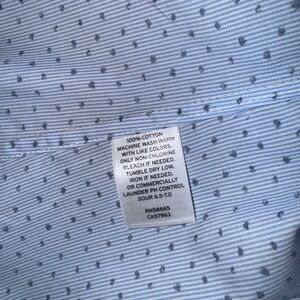 100% COTTON
MACHINE WASH WARM
WITH LIKE COLORS.
ONLY NON-CHLORINE
BLEACH IF NEEDED.
TUMBLE DRY LOW.
IRON IF NEEDED
OR COMMERCIALLY
LAUNDER PH CONTROL
SOUR 6.5-7.0
RN58665
CA57963